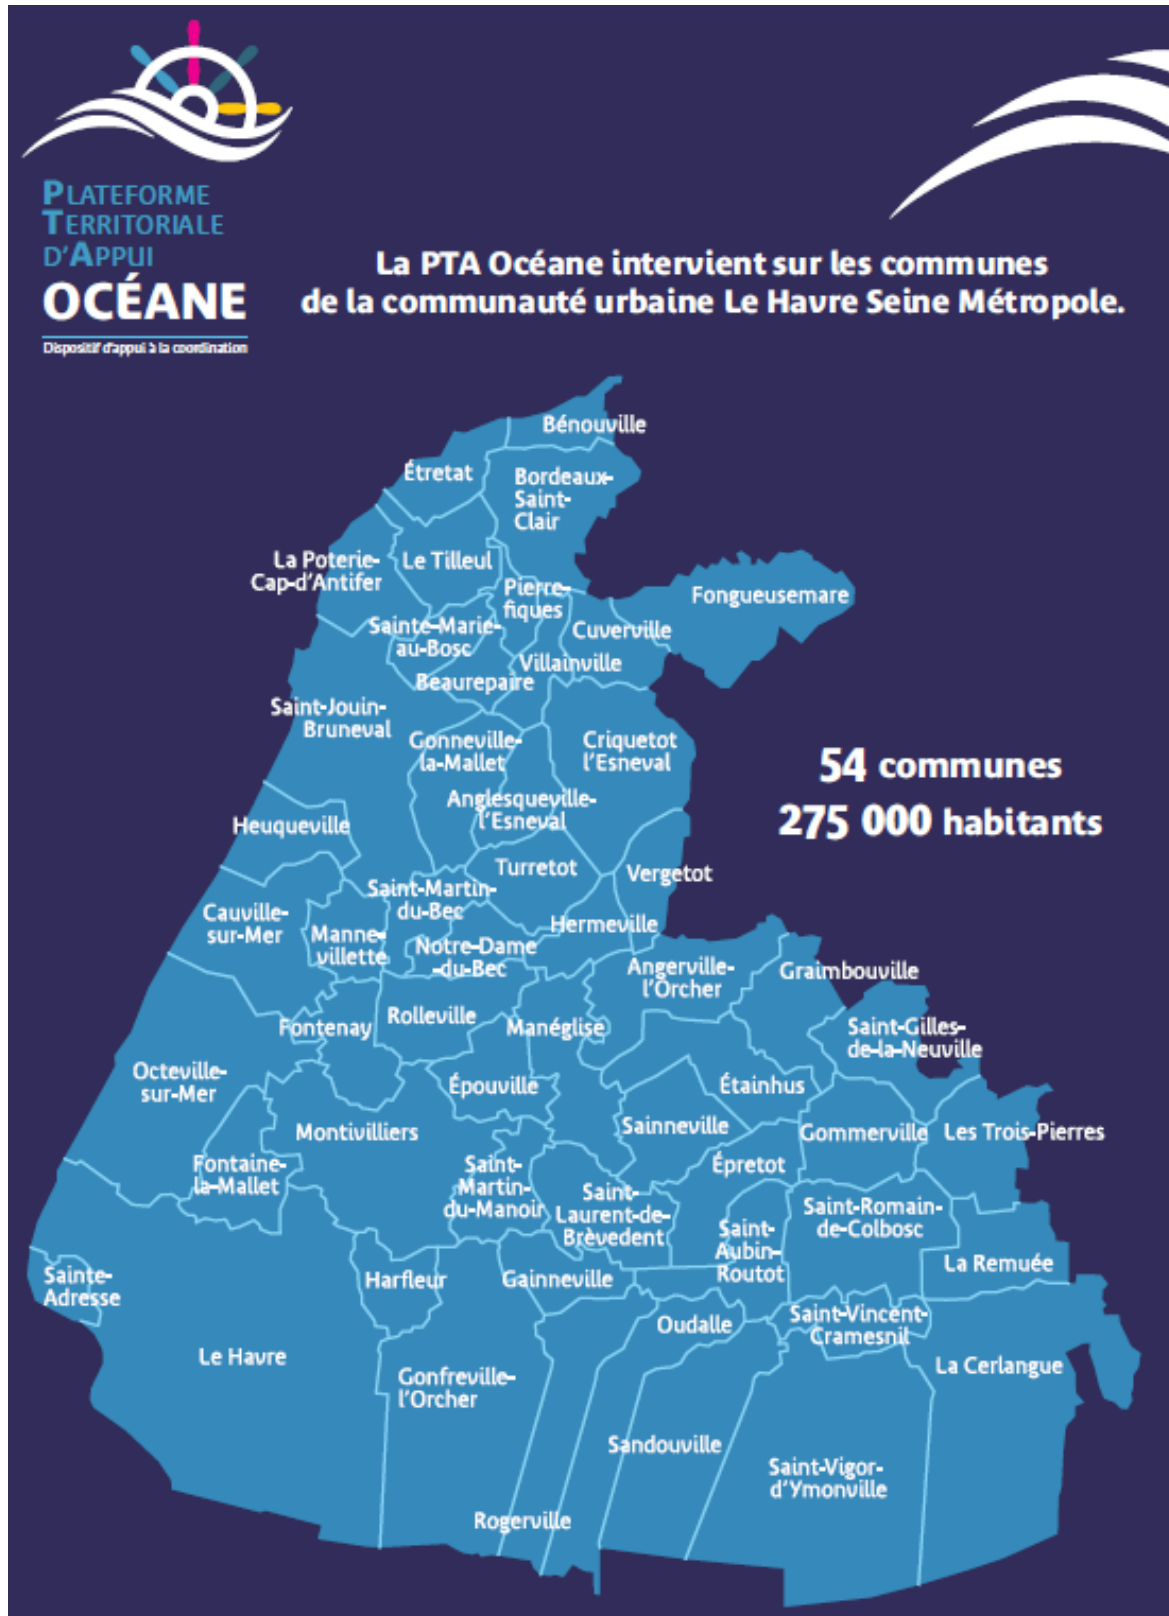 PLATEFORME
TERRITORIALE
D'APPUI
OCÉANE
Dispositif d'appui à la coordination
La PTA Océane intervient sur les communes
de la communauté urbaine Le Havre Seine Métropole.
Bénouville
Étretat
Bordeaux-
Saint-
Clair
La Poterie-
Cap-d'Antifer
Le Tilleul
Pierre-
fiques
Fongueusemare
Sainte-Marie-
au-Bosc
Cuverville
Villainville
Beaurepaire
Saint-Jouin-
Bruneval
Gonneville-
la-Mallet
Criquetot
l'Esneval
54 communes
275 000 habitants
Anglesqueville-
l'Esneval
Heuqueville
Turretot
Vergetot
Saint-Martin-
du-Bec
Cauville-
sur-Mer
Manne-
villette
Notre-Dame
-du-Bec
Hermeville
Angerville-
l'Orcher
Graimbouville
Fontenay
Rolleville
Manéglise
Saint-Gilles-
de-la-Neuville
Octeville-
sur-Mer
Épouville
Étainhus
Montivilliers
Sainneville
Gommerville
Les Trois-Pierres
Fontaine-
la-Mallet
Saint-
Martin-
du-Manoir
Épretot
Saint-
Laurent-de-
Brèvedent
Saint-Romain-
de-Colbosc
Saint-
Aubin-
Routot
La Remuée
Sainte-
Adresse
Harfleur
Gainneville
Oudalle
Saint-Vincent-
Cramesnil
Le Havre
Gonfreville-
l'Orcher
La Cerlangue
Sandouville
Saint-Vigor-
d'Ymonville
Rogerville